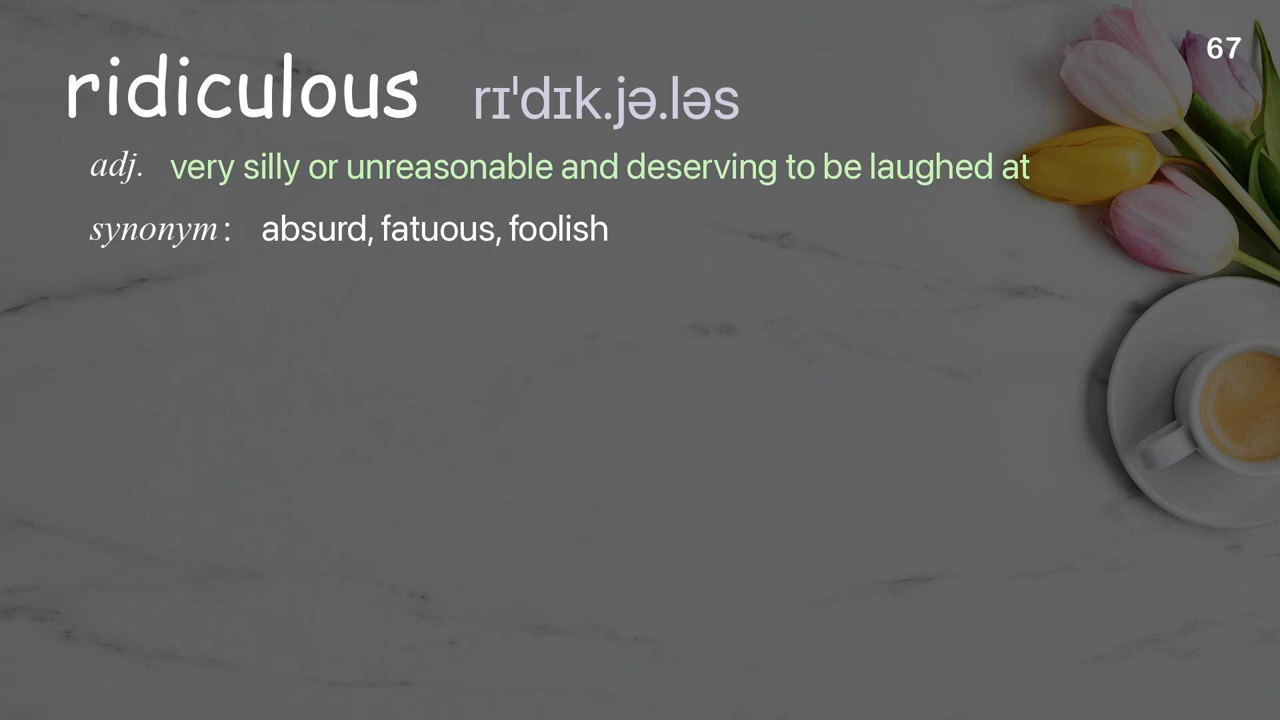 67
ridiculous rɪˈdɪk.jə.ləs
adj. very silly or unreasonable and deserving to be laughed at
synonym: absurd, fatuous, foolish